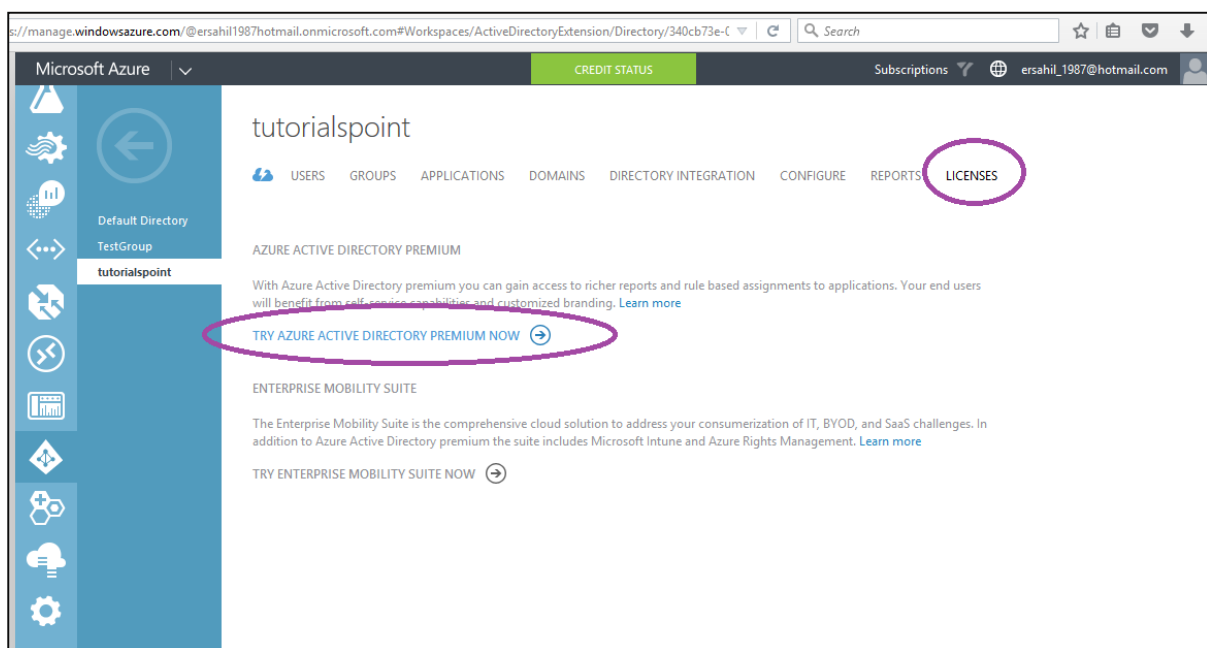 s://manage.windowsazure.com/@ersahil1987hotmail.onmicrosoft.com#Workspaces/ActiveDirectoryExtension/Directory/340cb73e-0
Search
Microsoft Azure
CREDIT STATUS
Subscriptions
ersahil_1987@hotmail.com
tutorialspoint
USERS GROUPS APPLICATIONS DOMAINS DIRECTORY INTEGRATION CONFIGURE REPORTS LICENSES
Default Directory
TestGroup
tutorialspoint
AZURE ACTIVE DIRECTORY PREMIUM
With Azure Active Directory premium you can gain access to richer reports and rule based assignments to applications. Your end users
will benefit from self-service capabilities and customized branding. Learn more
TRY AZURE ACTIVE DIRECTORY PREMIUM NOW
ENTERPRISE MOBILITY SUITE
The Enterprise Mobility Suite is the comprehensive cloud solution to address your consumerization of IT, BYOD, and SaaS challenges. In
addition to Azure Active Directory premium the suite includes Microsoft Intune and Azure Rights Management. Learn more
TRY ENTERPRISE MOBILITY SUITE NOW